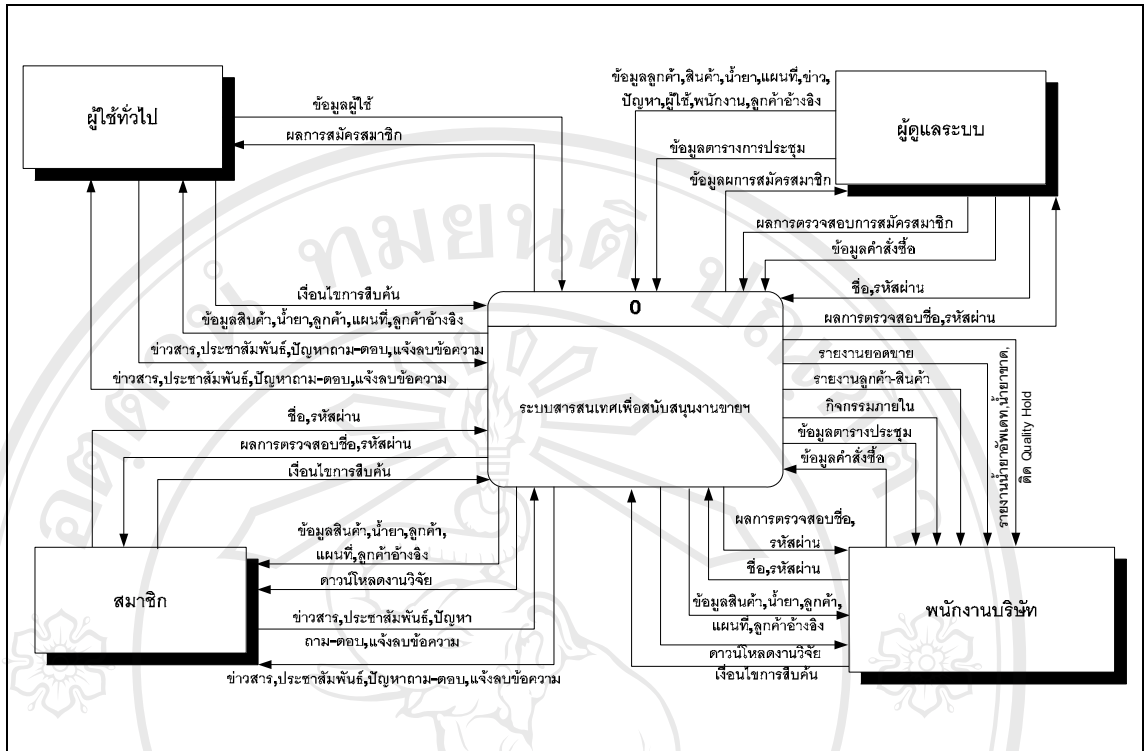 ผู้ใช้ทั่วไป
ข้อมูลผู้ใช้
ผลการสมัครสมาชิก
ข้อมูลลูกค้า,สินค้า,น้ำยา,แผนที่,ข่าว,
ปัญหา,ผู้ใช้,พนักงาน,ลูกค้าอ้างอิง
ผู้ดูแลระบบ
ข้อมูลตารางการประชุม
ข้อมูลผการสมัครสมาชิก
ผลการตรวจสอบการสมัครสมาชิก
ข้อมูลคำสั่งซื้อ
ชื่อ,รหัสผ่าน
ผลการตรวจสอบชื่อ,รหัสผ่าน
เงื่อนไขการสืบค้น
ข้อมูลสินค้า,น้ำยา,ลูกค้า,แผนที่,ลูกค้าอ้างอิง
ข่าวสาร,ประชาสัมพันธ์,ปัญหาถาม-ตอบ,แจ้งลบข้อความ
ข่าวสาร,ประชาสัมพันธ์,ปัญหาถาม-ตอบ,แจ้งลบข้อความ
0
ระบบสารสนเทศเพื่อสนับสนุนงานขายฯ
รายงานยอดขาย
รายงานลูกค้า-สินค้า
กิจกรรมภายใน
ข้อมูลตารางประชุม
ข้อมูลคำสั่งซื้อ
รายงานน้ำยาอัพเดท,น้ำยาขาด,
ติด Quality Hold
ชื่อ,รหัสผ่าน
ผลการตรวจสอบชื่อ,รหัสผ่าน
เงื่อนไขการสืบค้น
สมาชิก
ข้อมูลสินค้า,น้ำยา,ลูกค้า,
แผนที่,ลูกค้าอ้างอิง
ดาวน์โหลดงานวิจัย
ข่าวสาร,ประชาสัมพันธ์,ปัญหา
ถาม-ตอบ,แจ้งลบข้อความ
ข่าวสาร,ประชาสัมพันธ์,ปัญหาถาม-ตอบ,แจ้งลบข้อความ
ผลการตรวจสอบชื่อ,
รหัสผ่าน
ชื่อ,รหัสผ่าน
ข้อมูลสินค้า,น้ำยา,ลูกค้า,
แผนที่,ลูกค้าอ้างอิง
ดาวน์โหลดงานวิจัย
เงื่อนไขการสืบค้น
พนักงานบริษัท